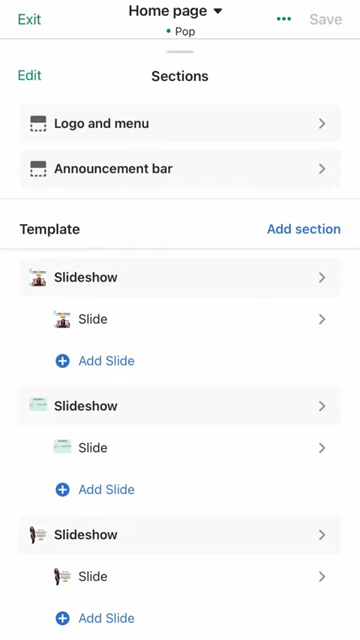 Exit
Home page
Pop
Save
Edit
Sections
Logo and menu
Announcement bar
Template
Add section
Slideshow
Slide
Add Slide
Slideshow
Slide
Add Slide
Slideshow
Slide
Add Slide